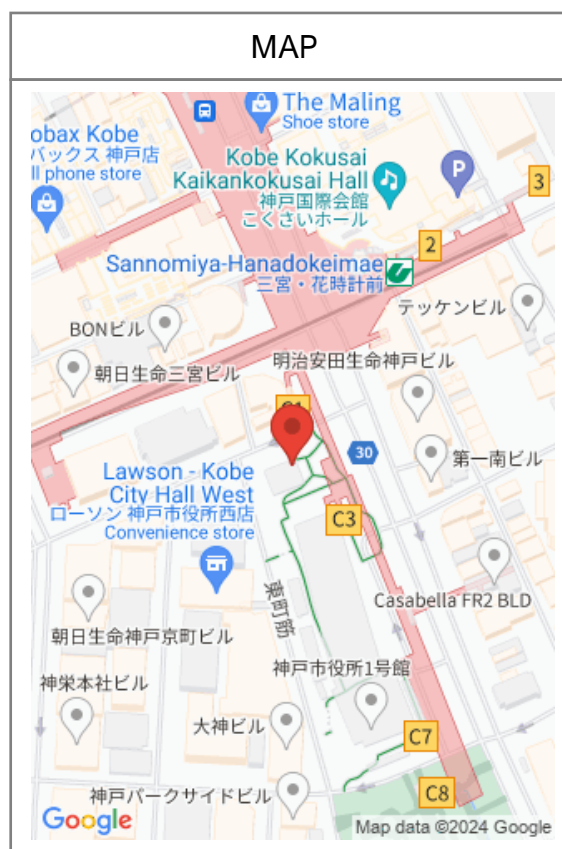 MAP
The Maling
Shoe store
obax Kobe
バックス 神戸店
ll phone store
Kobe Kokusai
Kaikankokusai Hall
神戸国際会館
こくさいホール
P
3
2
Sannomiya-Hanadokeimae
三宮・花時計前
テッケンビル
BONビル
朝日生命三宮ビル
明治安田生命神戸ビル
30
第一南ビル
Lawson - Kobe
City Hall West
ローソン 神戸市役所西店
Convenience store
C3
東町筋
Casabella FR2 BLD
朝日生命神戸京町ビル
神戸市役所1号館
神栄本社ビル
大神ビル
C7
神戸パークサイドビル
C8
Google
Map data ©2024 Google